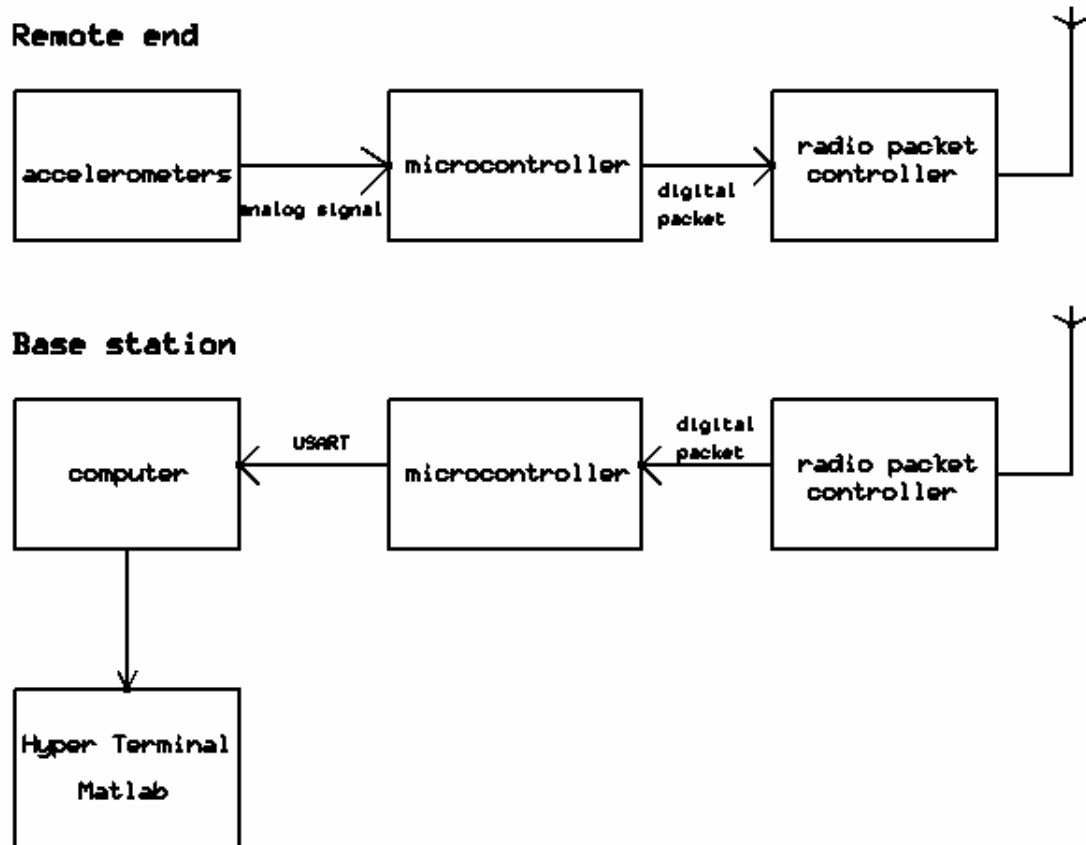 Remote end
accelerometers
analog signal
microcontroller
digital
packet
radio packet
controller
Base station
computer
USART
microcontroller
digital
packet
radio packet
controller
Hyper Terminal
Matlab